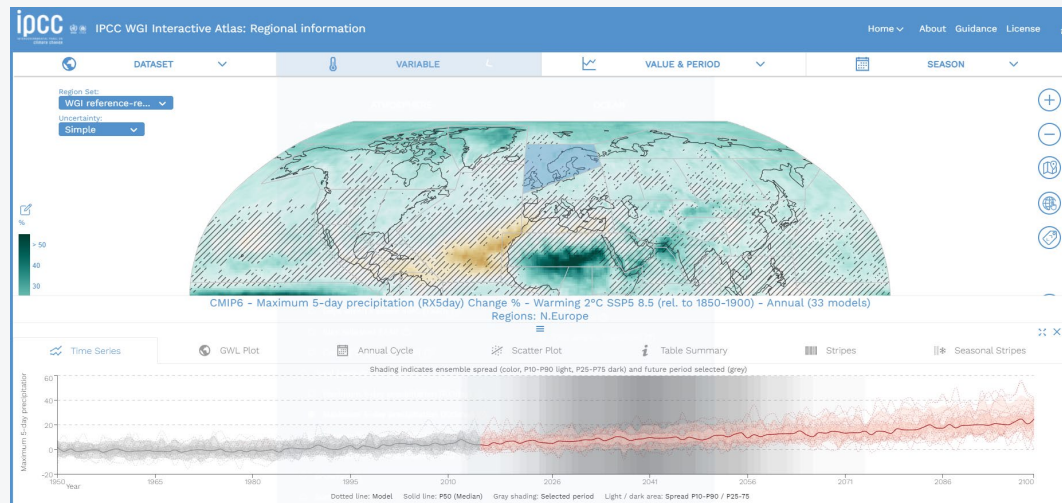 ipcc
climate change
IPCC WGI Interactive Atlas: Regional information
Home About Guidance License
DATASET VARIABLE VALUE & PERIOD SEASON
Region Set:
WGI reference-re...
Uncertainty:
Simple
%
> 50
40
30
CMIP6 - Maximum 5-day precipitation (RX5day) Change % - Warming 2°C SSP5 8.5 (rel. to 1850-1900) - Annual (33 models)
Regions: N.Europe
Time Series GWL Plot Annual Cycle Scatter Plot Table Summary Stripes Seasonal Stripes
Shading indicates ensemble spread (color, P10-P90 light, P25-P75 dark) and future period selected (grey)
Maximum 5-day precipitation
60
40
20
0
-20
1950 1965 1980 1995 2010 2026 2041 2056 2071 2086 2100
Year
Dotted line: Model Solid line: P50 (Median) Gray shading: Selected period Light / dark area: Spread P10-P90 / P25-75